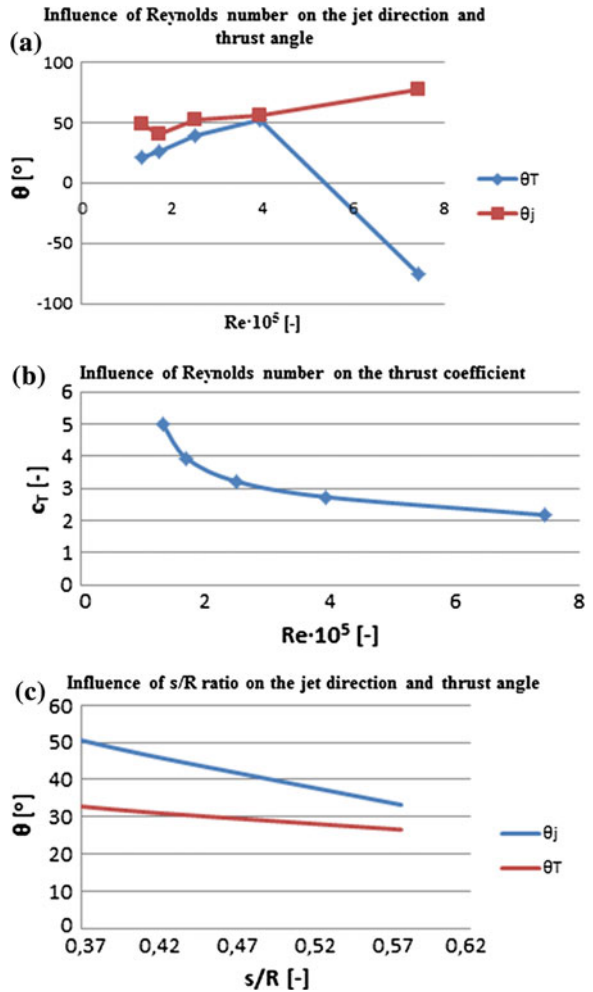 Influence of Reynolds number on the jet direction and
thrust angle
(a)
100
50
0
-50
-100
θ [°]
0
2
4
6
8
Re·10⁵ [-]
θT
θj
(b)
Influence of Reynolds number on the thrust coefficient
6
5
4
3
2
1
0
cT [-]
0
2
4
6
8
Re·10⁵ [-]
(c)
Influence of s/R ratio on the jet direction and thrust angle
60
50
40
30
20
10
0
θ [°]
0,37
0,42
0,47
0,52
0,57
0,62
s/R [-]
θj
θT